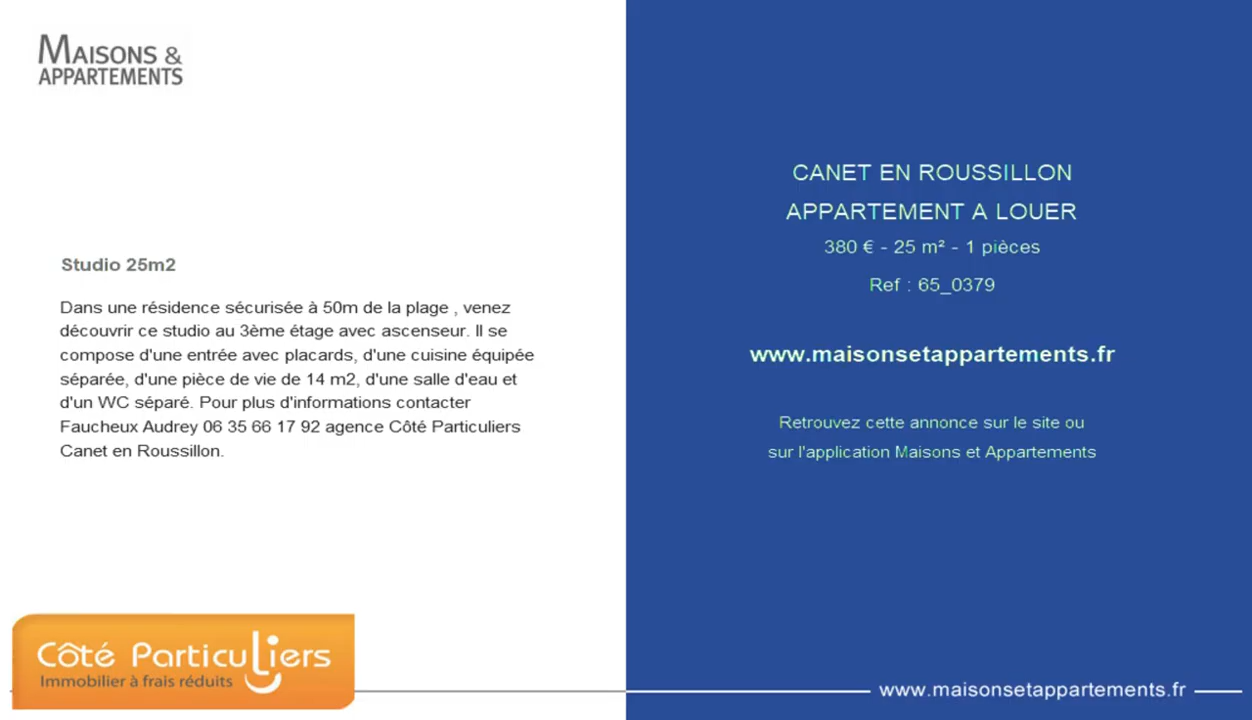 MAISONS &
APPARTEMENTS
Studio 25m2
Dans une résidence sécurisée à 50m de la plage , venez
découvrir ce studio au 3ème étage avec ascenseur. Il se
compose d'une entrée avec placards, d'une cuisine équipée
séparée, d'une pièce de vie de 14 m2, d'une salle d'eau et
d'un WC séparé. Pour plus d'informations contacter
Faucheux Audrey 06 35 66 17 92 agence Côté Particuliers
Canet en Roussillon.
Côté Particuliers
Immobilier à frais réduits
CANET EN ROUSSILLON
APPARTEMENT A LOUER
380 € - 25 m² - 1 pièces
Ref : 65_0379
www.maisonsetappartements.fr
Retrouvez cette annonce sur le site ou
sur l'application Maisons et Appartements
www.maisonsetappartements.fr